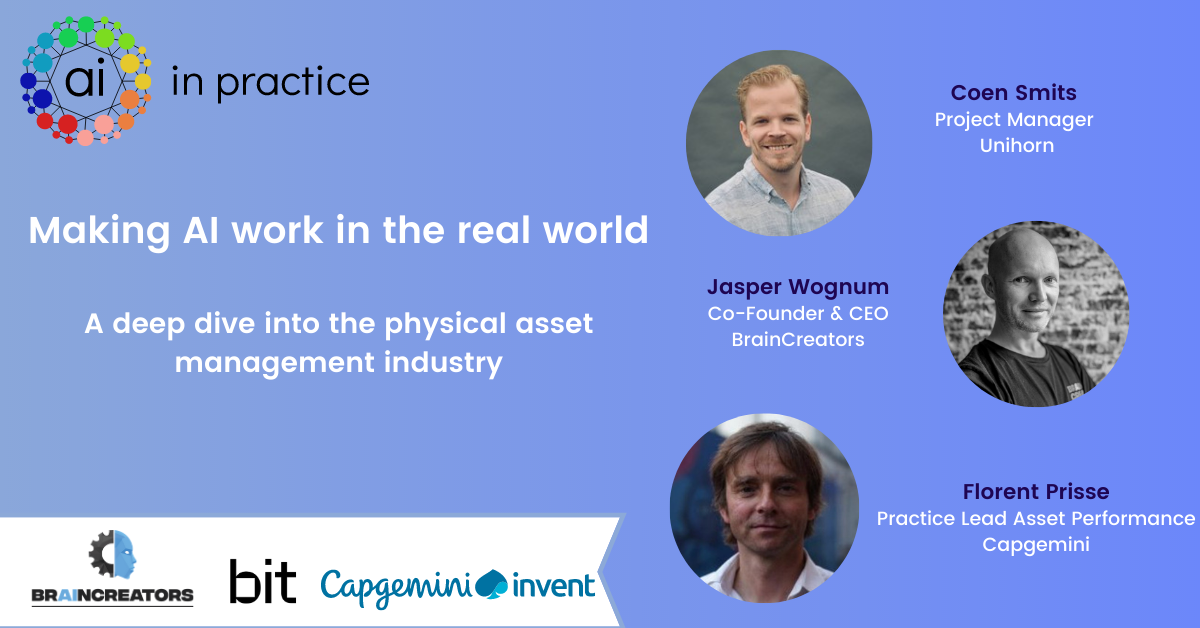 ai in practice
Making AI work in the real world
A deep dive into the physical asset
management industry
Coen Smits
Project Manager
Unihorn
Jasper Wognum
Co-Founder & CEO
BrainCreators
Florent Prisse
Practice Lead Asset Performance
Capgemini
BRAINCREATORS
bit
Capgemini invent